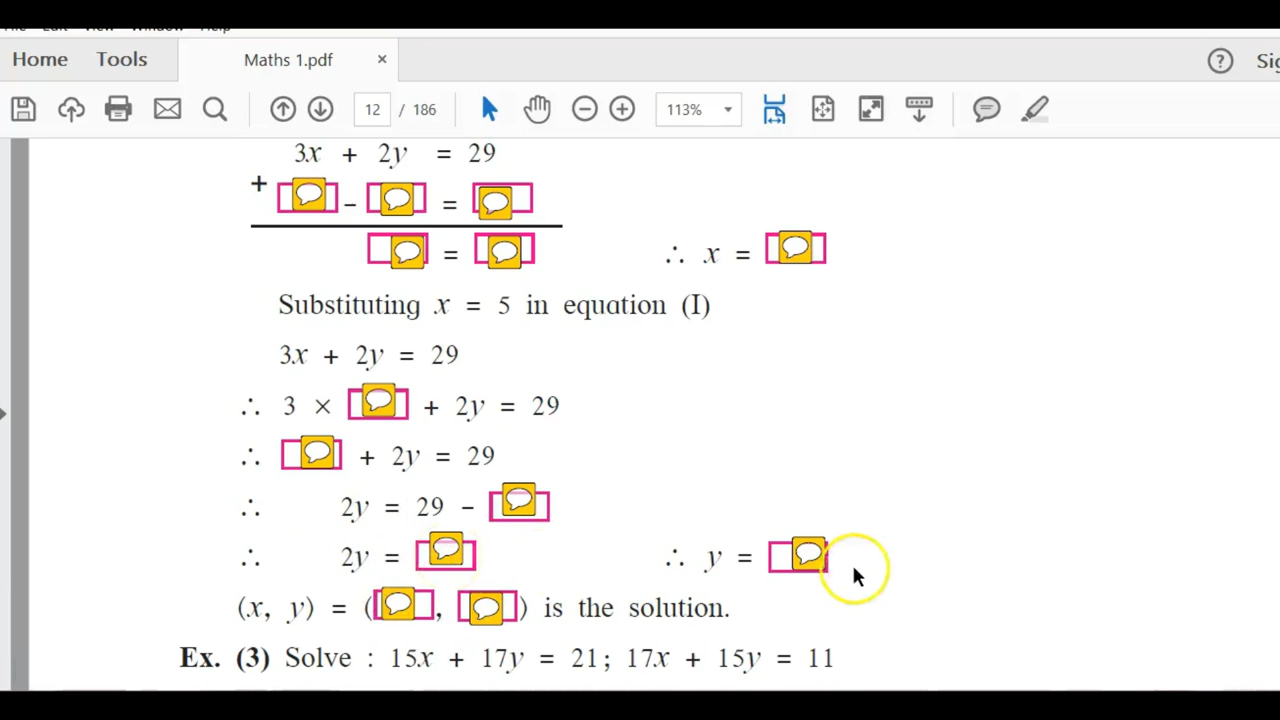 Home Tools Maths 1.pdf × ? Sig
12 / 186 113%
3x + 2y = 29
+ - =
= ∴ x =
Substituting x = 5 in equation (I)
3x + 2y = 29
∴ 3 × + 2y = 29
∴ + 2y = 29
∴ 2y = 29 -
∴ 2y = ∴ y =
(x, y) = ( , ) is the solution.
Ex. (3) Solve : 15x + 17y = 21; 17x + 15y = 11